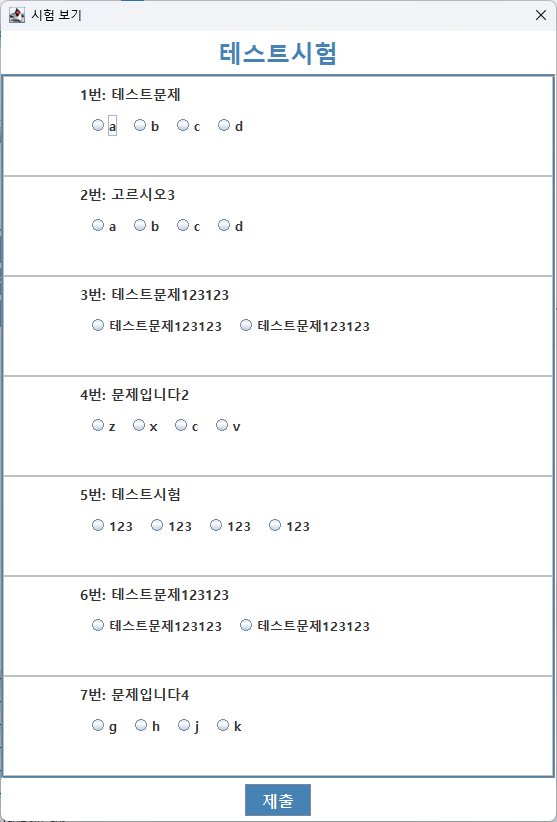 시험 보기
테스트시험
1번: 테스트문제
a b c d
2번: 고르시오3
a b c d
3번: 테스트문제123123
테스트문제123123 테스트문제123123
4번: 문제입니다2
z x c v
5번: 테스트시험
123 123 123 123
6번: 테스트문제123123
테스트문제123123 테스트문제123123
7번: 문제입니다4
g h j k
제출